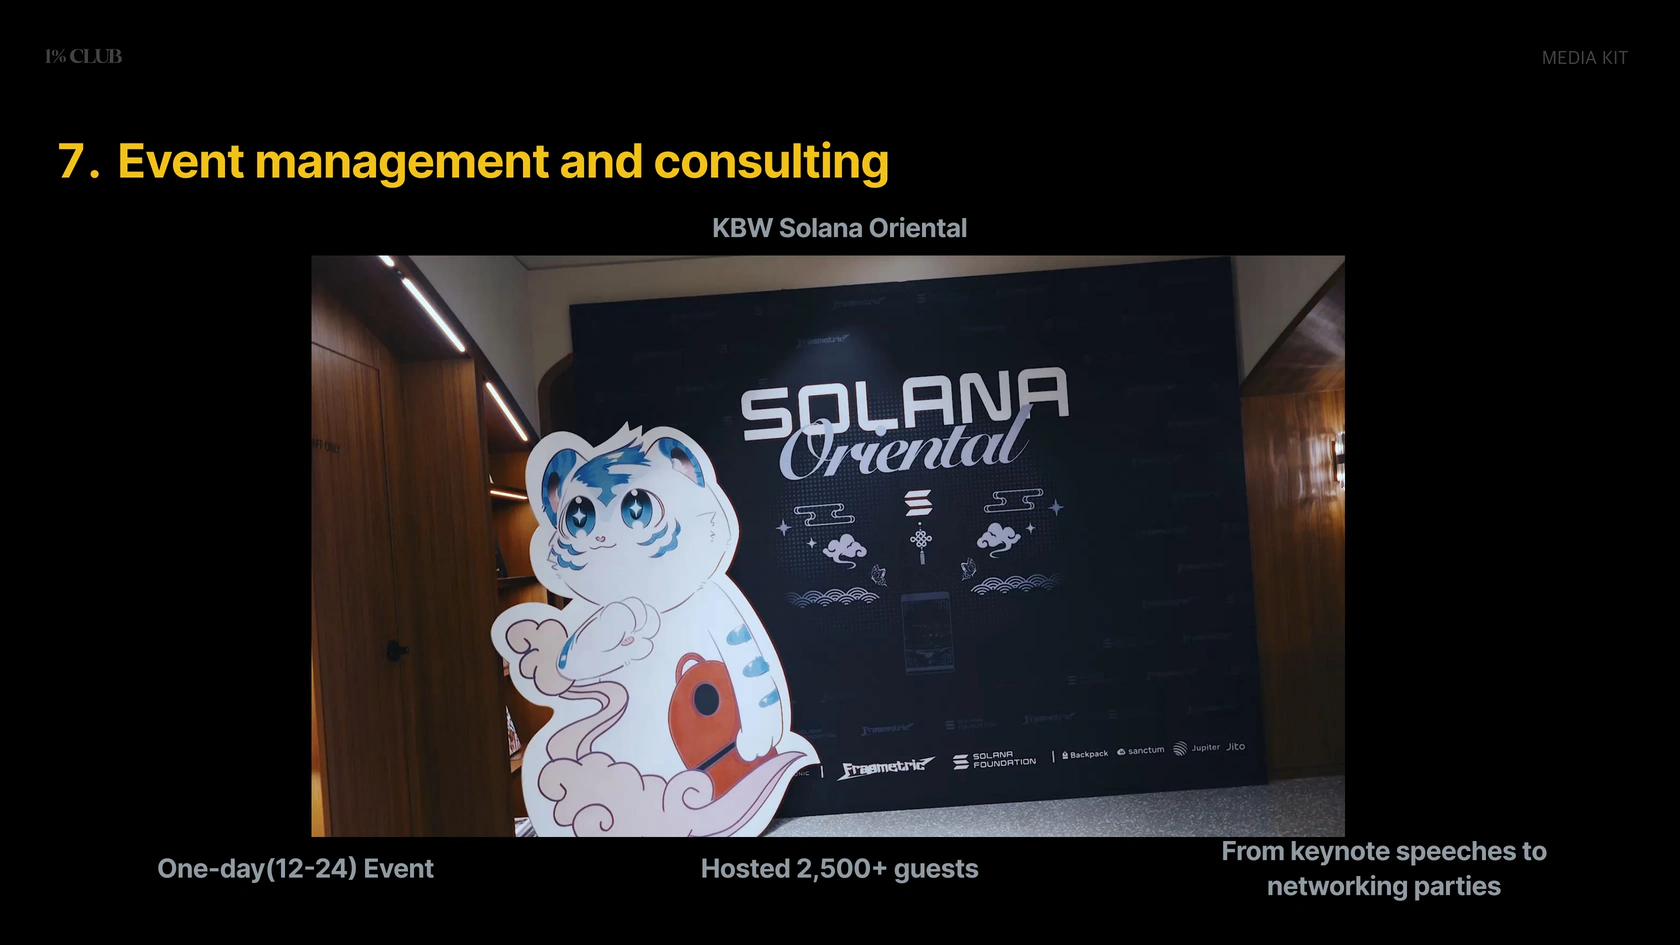 1% CLUB
MEDIA KIT
7. Event management and consulting
KBW Solana Oriental
Fragmetric
SOLANA
Oriental
Fragmetric
SOLANA
FOUNDATION
Backpack
sanctum
Jupiter
Jito
One-day(12-24) Event
Hosted 2,500+ guests
From keynote speeches to
networking parties